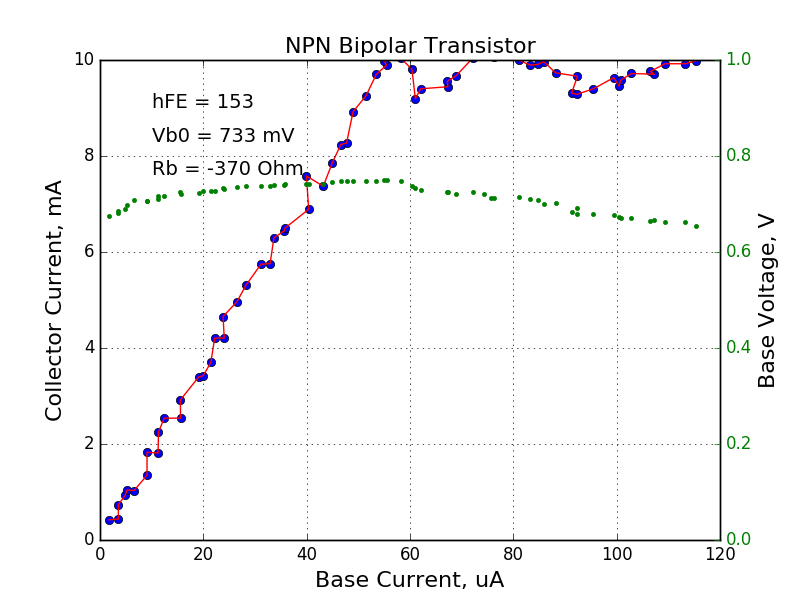 NPN Bipolar Transistor
hFE = 153
Vb0 = 733 mV
Rb = -370 Ohm
Collector Current, mA
10
8
6
4
2
0
Base Voltage, V
1.0
0.8
0.6
0.4
0.2
0.0
0 20 40 60 80 100 120
Base Current, uA